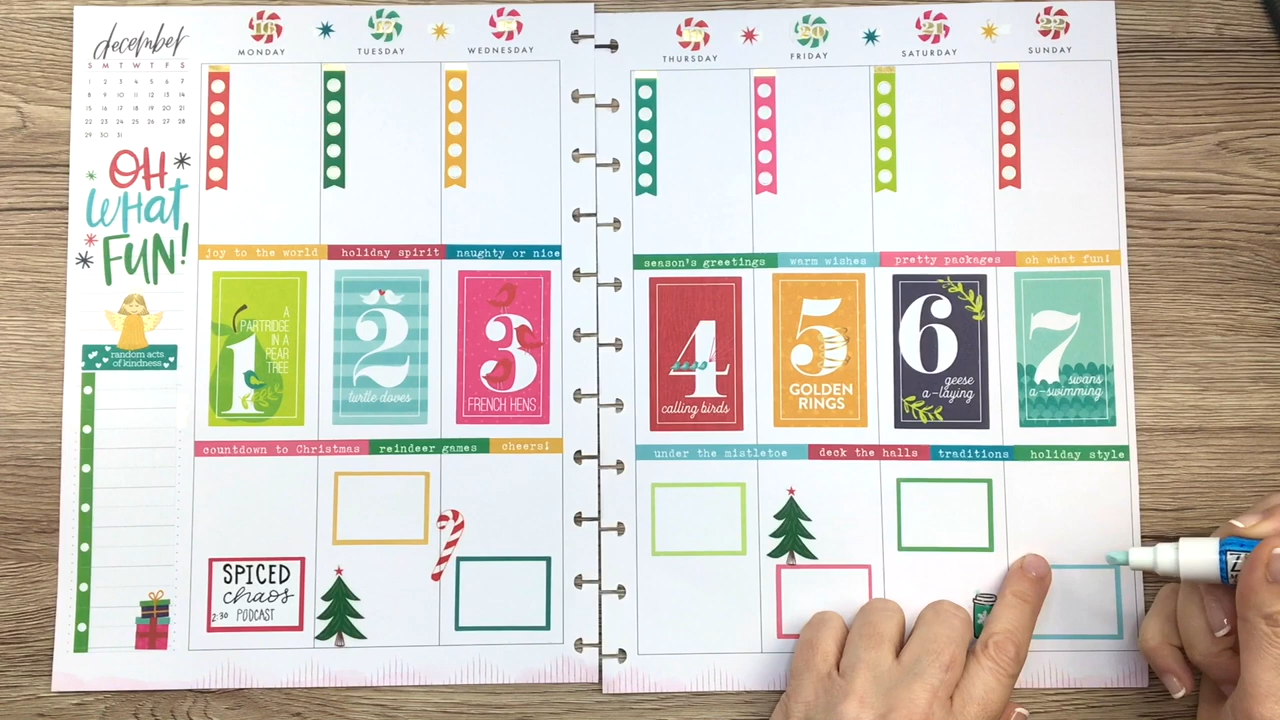 december
S M T W T F S
1 2 3 4 5 6 7
8 9 10 11 12 13 14
15 16 17 18 19 20 21
22 23 24 25 26 27 28
29 30 31
OH
WHAT
FUN!
random acts
of kindness
16
MONDAY
17
TUESDAY
WEDNESDAY
THURSDAY
20
FRIDAY
21
SATURDAY
22
SUNDAY
joy to the world
holiday spirit
naughty or nice
season's greetings
warm wishes
pretty packages
oh what fun!
1
A
PARTRIDGE
IN A
PEAR
TREE
2
turtle doves
3
FRENCH HENS
4
calling birds
5
GOLDEN
RINGS
6
geese
a-laying
7
swans
a-swimming
countdown to Christmas
reindeer games
cheers!
under the mistletoe
deck the halls
traditions
holiday style
SPICED
chaos
2:30 PODCAST